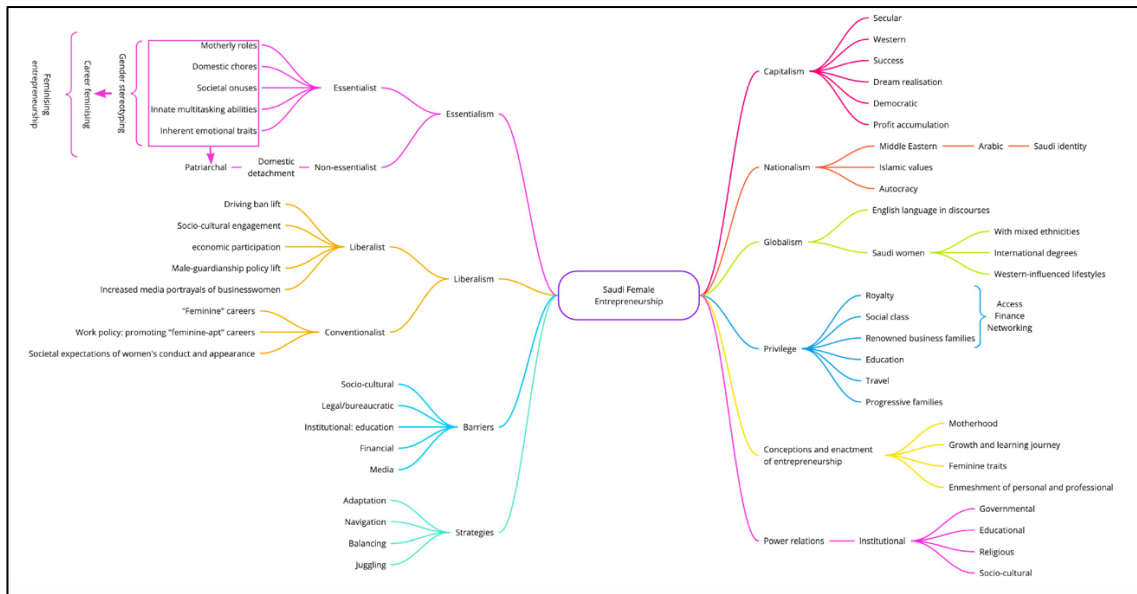 Feminising
entrepreneurship
Career feminising
Gender stereotyping
Motherly roles
Domestic chores
Societal onuses
Innate multitasking abilities
Inherent emotional traits
Essentialist
Essentialism
Patriarchal
Domestic
detachment
Non-essentialist
Driving ban lift
Socio-cultural engagement
economic participation
Male-guardianship policy lift
Increased media portrayals of businesswomen
Liberalist
Liberalism
"Feminine" careers
Work policy: promoting "feminine-apt" careers
Societal expectations of women's conduct and appearance
Conventionalist
Socio-cultural
Legal/bureaucratic
Institutional: education
Financial
Media
Barriers
Adaptation
Navigation
Balancing
Juggling
Strategies
Saudi Female
Entrepreneurship
Capitalism
Secular
Western
Success
Dream realisation
Democratic
Profit accumulation
Nationalism
Middle Eastern
Arabic
Saudi identity
Islamic values
Autocracy
Globalism
English language in discourses
Saudi women
With mixed ethnicities
International degrees
Western-influenced lifestyles
Privilege
Royalty
Social class
Renowned business families
Education
Travel
Progressive families
Access
Finance
Networking
Conceptions and enactment
of entrepreneurship
Motherhood
Growth and learning journey
Feminine traits
Enmeshment of personal and professional
Power relations
Institutional
Governmental
Educational
Religious
Socio-cultural